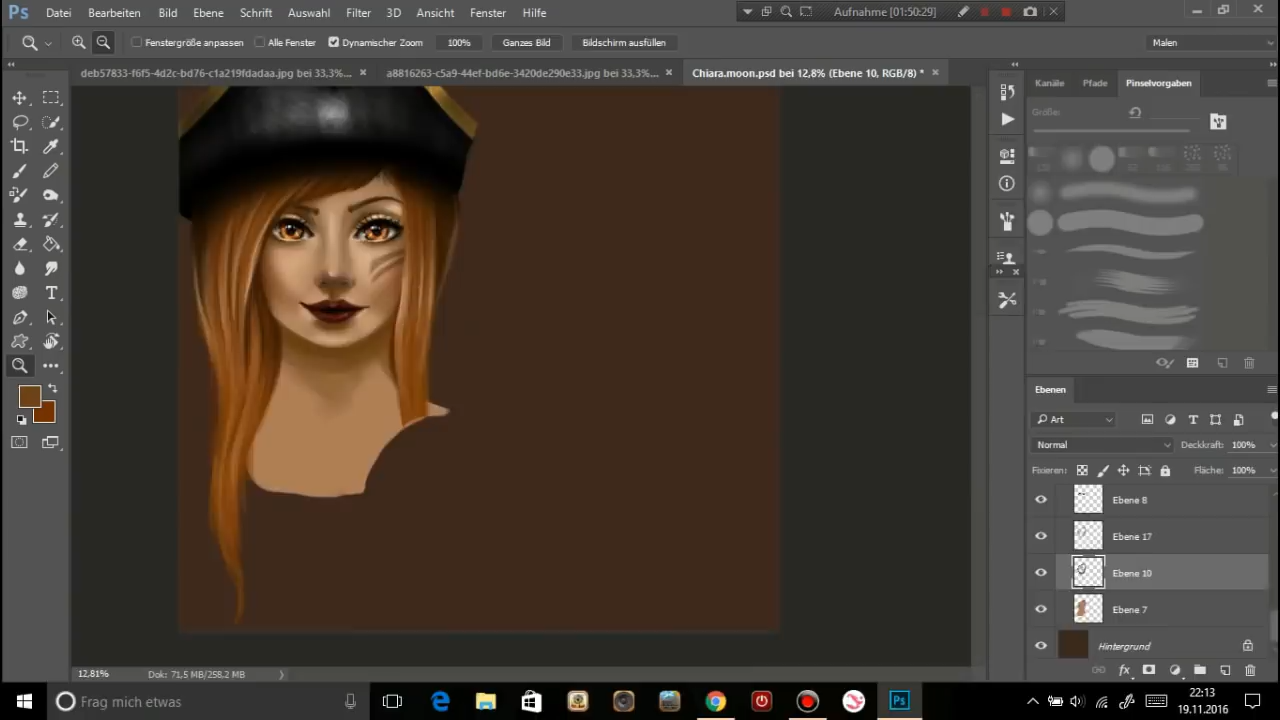 Ps Datei Bearbeiten Bild Ebene Schrift Auswahl Filter 3D Ansicht Fenster Hilfe Aufnahme (01:50:29)
Fenstergröße anpassen Alle Fenster Dynamischer Zoom 100% Ganzes Bild Bildschirm ausfüllen Malen
deb57833-f6f5-4d2c-bd76-c1a219fdadaa.jpg bei 33,3%... × a8816263-c5a9-44ef-bd6e-3420de290e33.jpg bei 33,3%... × Chiara.moon.psd bei 12,8% (Ebene 10, RGB/8) * ×
Kanäle Pfade Pinselvorgaben
Größe:
Ebenen
Art
Normal Deckkraft: 100%
Fixieren: Fläche: 100%
Ebene 8
Ebene 17
Ebene 10
Ebene 7
Hintergrund
fx
12,81% Dok: 71,5 MB/258,2 MB
Frag mich etwas
Ps
22:13
19.11.2016